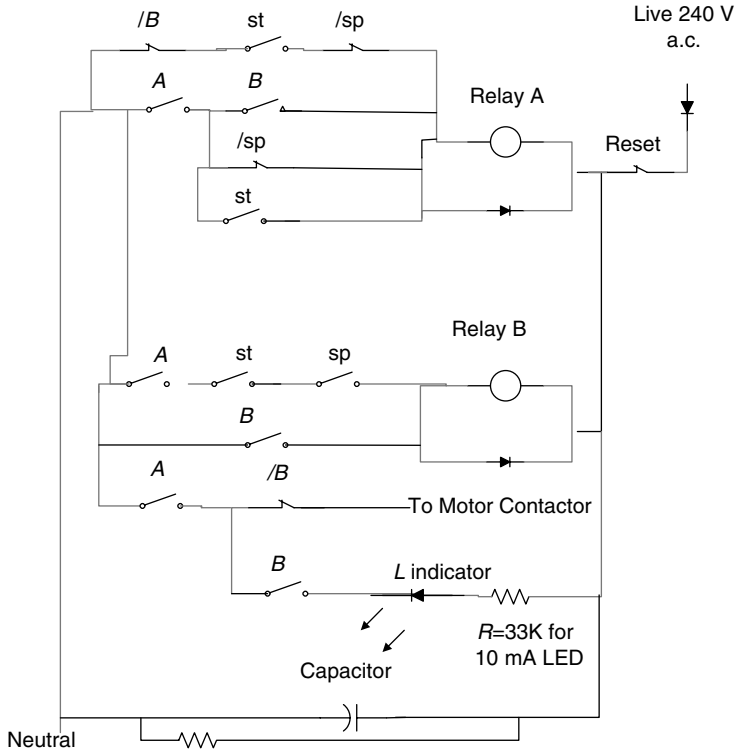 Live 240 V
a.c.
/B
st
/sp
A
B
Relay A
Reset
/sp
st
Relay B
A
st
sp
B
A
/B
To Motor Contactor
B
L indicator
R=33K for
10 mA LED
Capacitor
Neutral